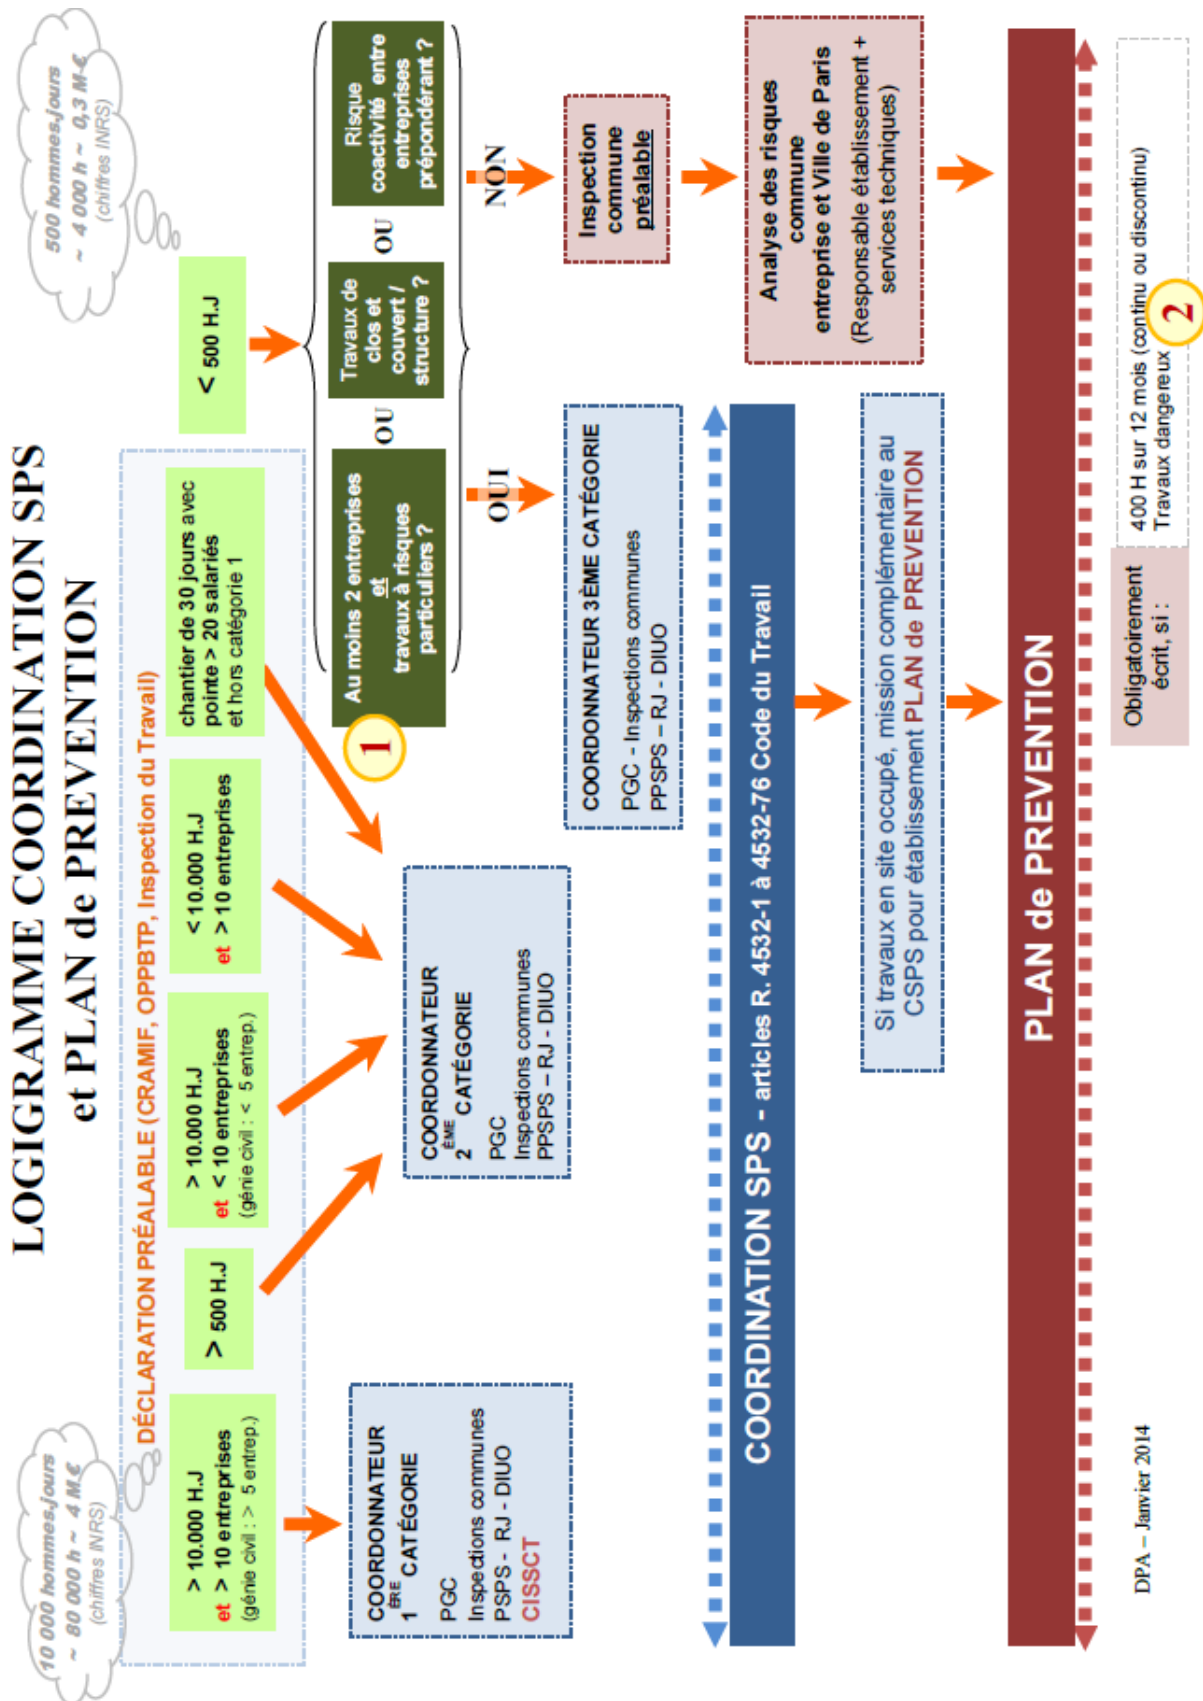 LOGIGRAMME COORDINATION SPS
et PLAN de PREVENTION
10 000 hommes.jours
~ 80 000 h ~ 4 M €
(chiffres INRS)
500 hommes.jours
~ 4 000 h ~ 0,3 M €
(chiffres INRS)
DÉCLARATION PRÉALABLE (CRAMIF, OPPBTP, Inspection du Travail)
> 10.000 H.J
et > 10 entreprises
(génie civil : > 5 entrep.)
> 500 H.J
> 10.000 H.J
et < 10 entreprises
(génie civil : < 5 entrep.)
< 10.000 H.J
et > 10 entreprises
chantier de 30 jours avec
pointe > 20 salariés
et hors catégorie 1
< 500 H.J
1
Au moins 2 entreprises
et
travaux à risques
particuliers ?
OU
Travaux de
clos et
couvert /
structure ?
OU
Risque
coactivité entre
entreprises
prépondérant ?
OUI
NON
COORDONNATEUR
1 ÈRE CATÉGORIE
PGC
Inspections communes
PSPS - RJ - DIUO
CISSCT
COORDONNATEUR
2 ÈME CATÉGORIE
PGC
Inspections communes
PPSPS – RJ - DIUO
COORDONNATEUR 3ÈME CATÉGORIE
PGC - Inspections communes
PPSPS – RJ - DIUO
Inspection
commune
préalable
Analyse des risques
commune
entreprise et Ville de Paris
(Responsable établissement +
services techniques)
COORDINATION SPS - articles R. 4532-1 à 4532-76 Code du Travail
Si travaux en site occupé, mission complémentaire au
CSPS pour établissement PLAN de PREVENTION
PLAN de PREVENTION
Obligatoirement
écrit, si :
400 H sur 12 mois (continu ou discontinu)
Travaux dangereux
2
DPA – Janvier 2014